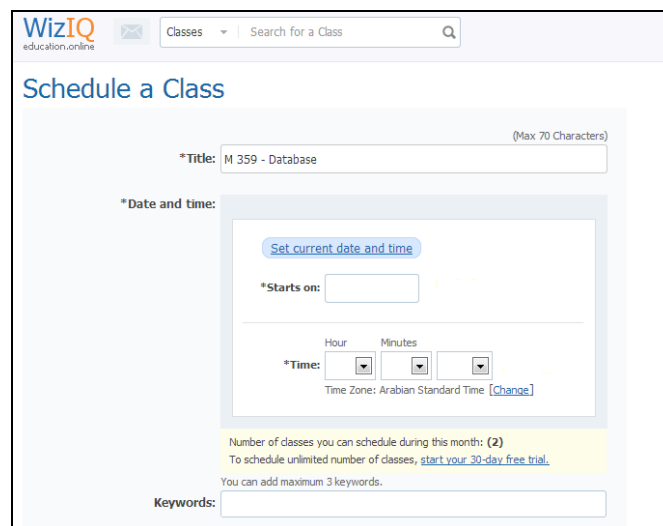 WizIQ
education.online
Classes
Search for a Class
Schedule a Class
(Max 70 Characters)
*Title: M 359 - Database
*Date and time:
Set current date and time
*Starts on:
Hour Minutes
*Time:
Time Zone: Arabian Standard Time [Change]
Number of classes you can schedule during this month: (2)
To schedule unlimited number of classes, start your 30-day free trial.
You can add maximum 3 keywords.
Keywords: